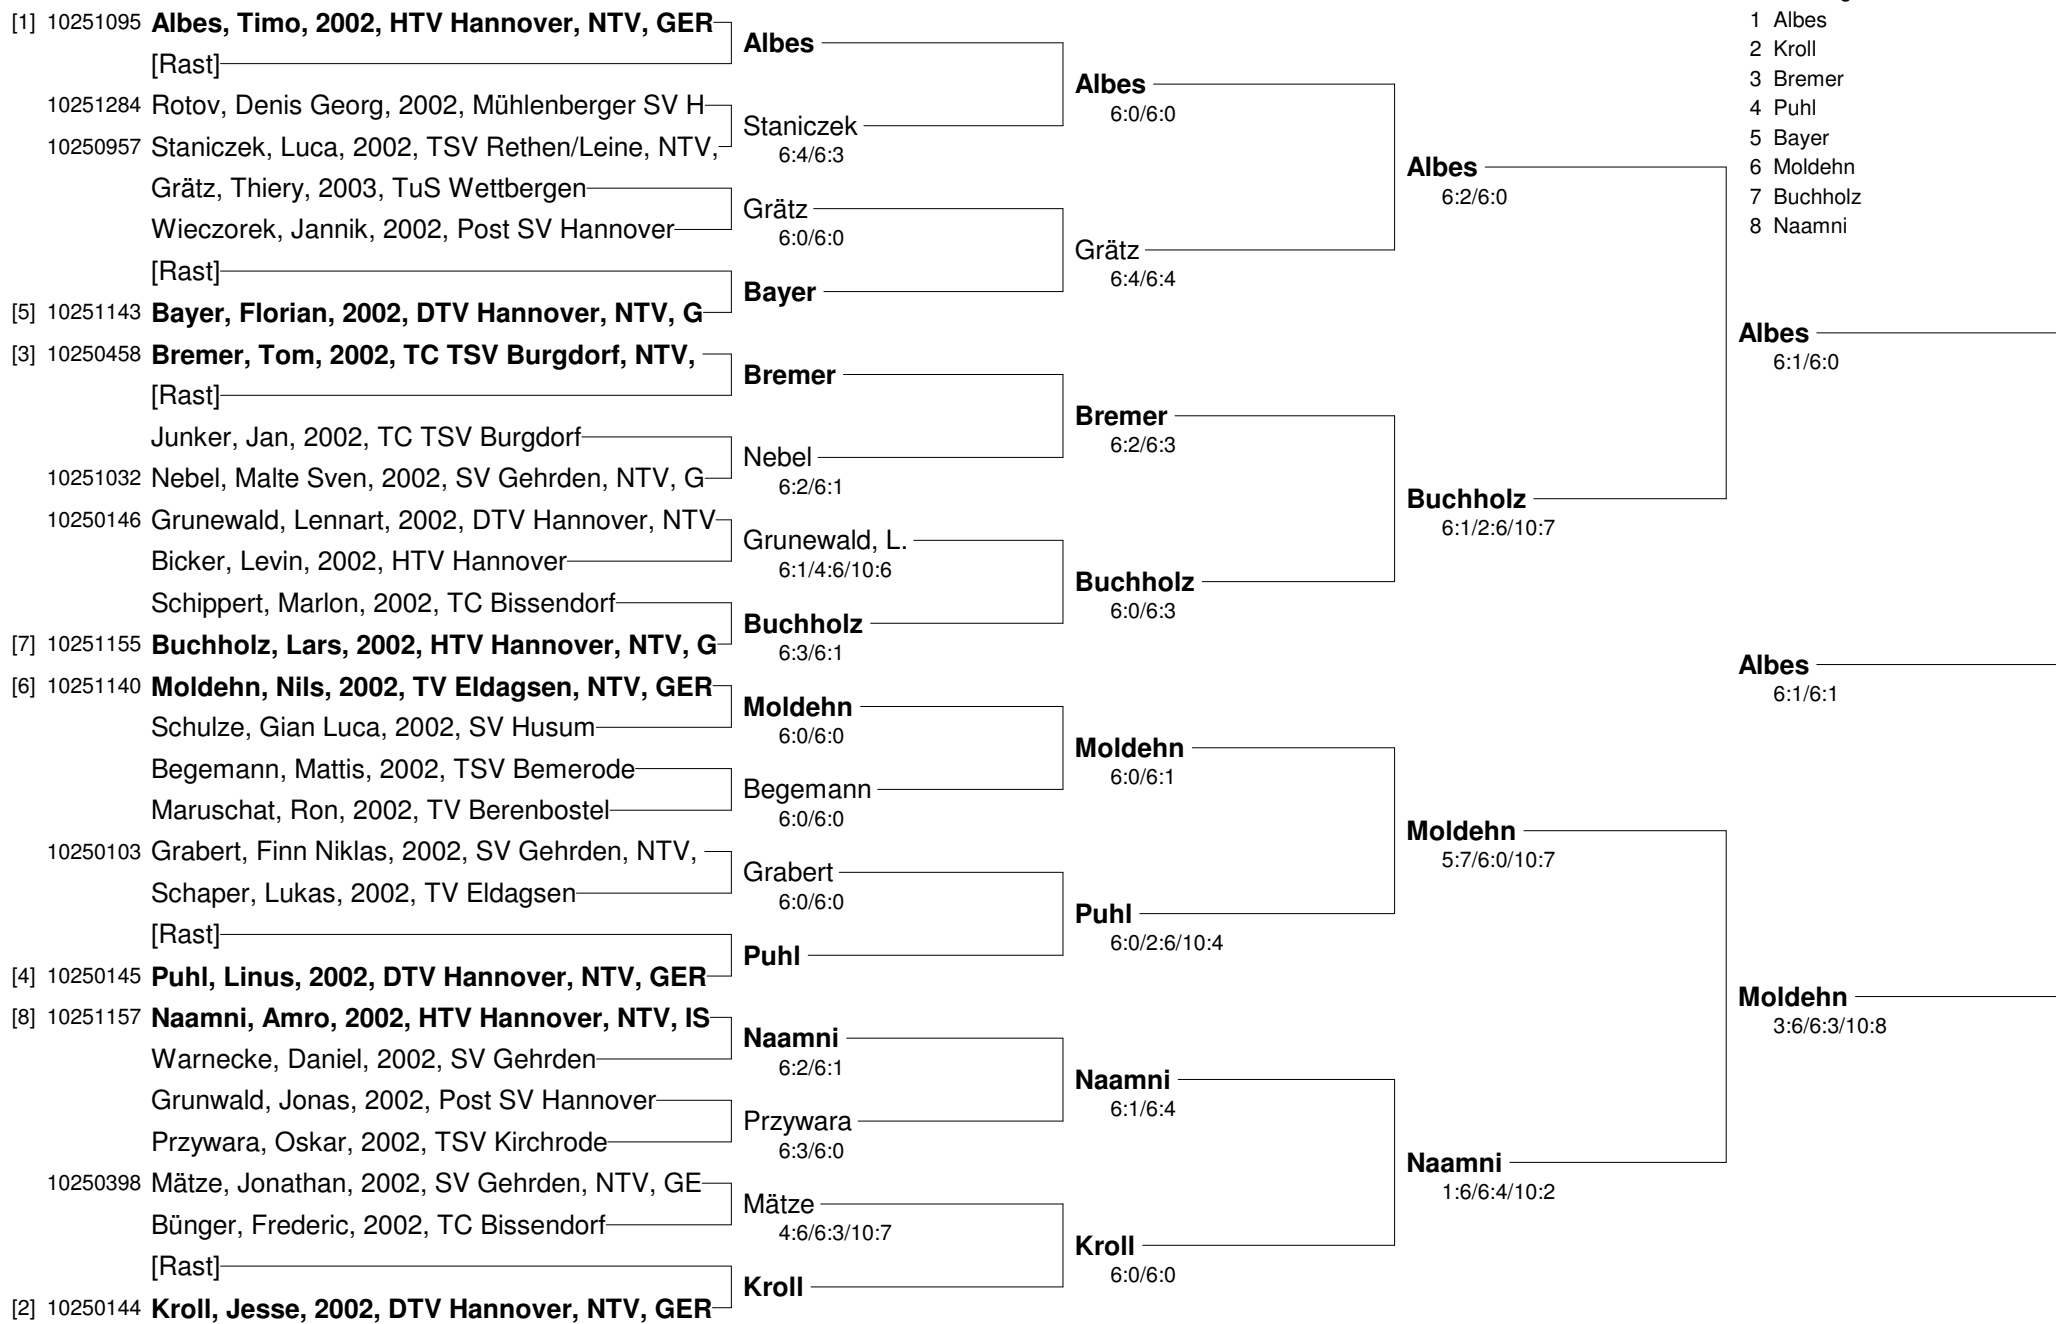 [1] 10251095 Albes, Timo, 2002, HTV Hannover, NTV, GER
[Rast]
10251284 Rotov, Denis Georg, 2002, Mühlenberger SV H
10250957 Staniczek, Luca, 2002, TSV Rethen/Leine, NTV,
Grätz, Thiery, 2003, TuS Wettbergen
Wieczorek, Jannik, 2002, Post SV Hannover
[Rast]
[5] 10251143 Bayer, Florian, 2002, DTV Hannover, NTV, G
[3] 10250458 Bremer, Tom, 2002, TC TSV Burgdorf, NTV,
[Rast]
Junker, Jan, 2002, TC TSV Burgdorf
10251032 Nebel, Malte Sven, 2002, SV Gehrden, NTV, G
10250146 Grunewald, Lennart, 2002, DTV Hannover, NTV
Bicker, Levin, 2002, HTV Hannover
Schippert, Marlon, 2002, TC Bissendorf
[7] 10251155 Buchholz, Lars, 2002, HTV Hannover, NTV, G
[6] 10251140 Moldehn, Nils, 2002, TV Eldagsen, NTV, GER
Schulze, Gian Luca, 2002, SV Husum
Begemann, Mattis, 2002, TSV Bemerode
Maruschat, Ron, 2002, TV Berenbostel
10250103 Grabert, Finn Niklas, 2002, SV Gehrden, NTV,
Schaper, Lukas, 2002, TV Eldagsen
[Rast]
[4] 10250145 Puhl, Linus, 2002, DTV Hannover, NTV, GER
[8] 10251157 Naamni, Amro, 2002, HTV Hannover, NTV, IS
Warnecke, Daniel, 2002, SV Gehrden
Grunwald, Jonas, 2002, Post SV Hannover
Przywara, Oskar, 2002, TSV Kirchrode
10250398 Mätze, Jonathan, 2002, SV Gehrden, NTV, GE
Bünger, Frederic, 2002, TC Bissendorf
[Rast]
[2] 10250144 Kroll, Jesse, 2002, DTV Hannover, NTV, GER
Albes
Staniczek
6:4/6:3
Grätz
6:0/6:0
Bayer
Bremer
Nebel
6:2/6:1
Grunewald, L.
6:1/4:6/10:6
Buchholz
6:3/6:1
Moldehn
6:0/6:0
Begemann
6:0/6:0
Grabert
6:0/6:0
Puhl
Naamni
6:2/6:1
Przywara
6:3/6:0
Mätze
4:6/6:3/10:7
Kroll
Albes
6:0/6:0
Grätz
6:4/6:4
Bremer
6:2/6:3
Buchholz
6:0/6:3
Moldehn
6:0/6:1
Puhl
6:0/2:6/10:4
Naamni
6:1/6:4
Kroll
6:0/6:0
Albes
6:2/6:0
Buchholz
6:1/2:6/10:7
Moldehn
5:7/6:0/10:7
Naamni
1:6/6:4/10:2
1 Albes
2 Kroll
3 Bremer
4 Puhl
5 Bayer
6 Moldehn
7 Buchholz
8 Naamni
Albes
6:1/6:0
Albes
6:1/6:1
Moldehn
3:6/6:3/10:8